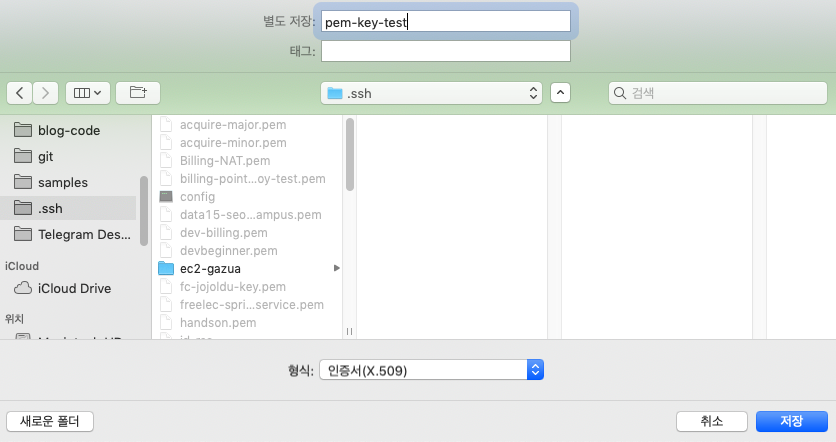 별도 저장: pem-key-test
태그:
.ssh
검색
blog-code
git
samples
.ssh
Telegram Des...
iCloud
iCloud Drive
위치
acquire-major.pem
acquire-minor.pem
Billing-NAT.pem
billing-point...oy-test.pem
config
data15-seo...ampus.pem
dev-billing.pem
devbeginner.pem
ec2-gazua
fc-jojoldu-key.pem
freelec-spri...service.pem
handson.pem
형식: 인증서(X.509)
새로운 폴더
취소
저장